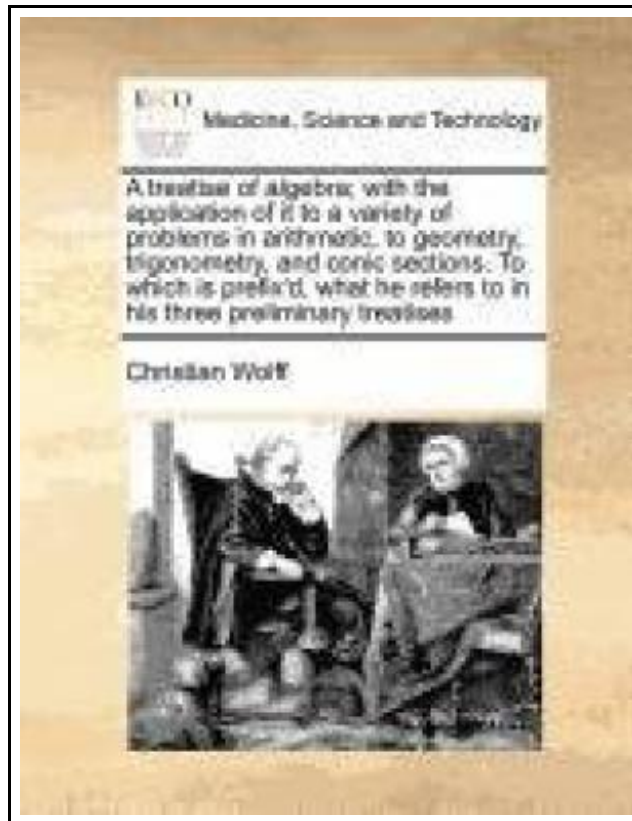 ECCO
Medicine, Science and Technology
A treatise of algebra; with the
application of it to a variety of
problems in arithmetic, to geometry,
trigonometry, and conic sections. To
which is prefix'd, what he refers to in
his three preliminary treatises
Christian Wolff